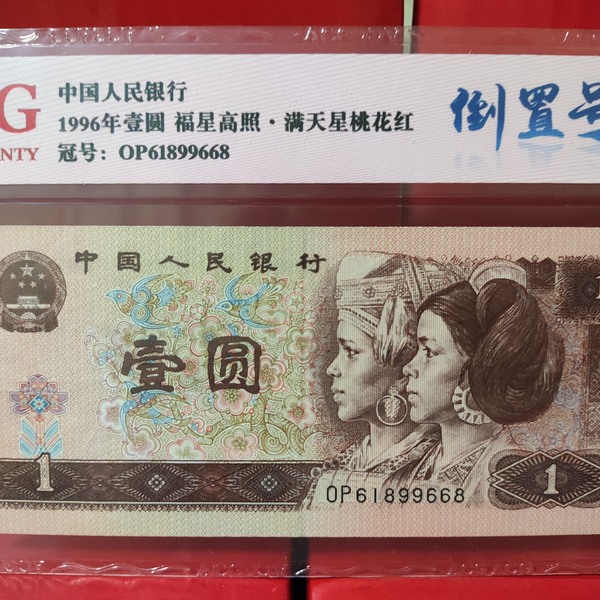 G
NTY
中国人民银行
1996年壹圆 福星高照·满天星桃花红
冠号: OP61899668
倒置号
中国人民银行
壹圆
1
OP61899668
1